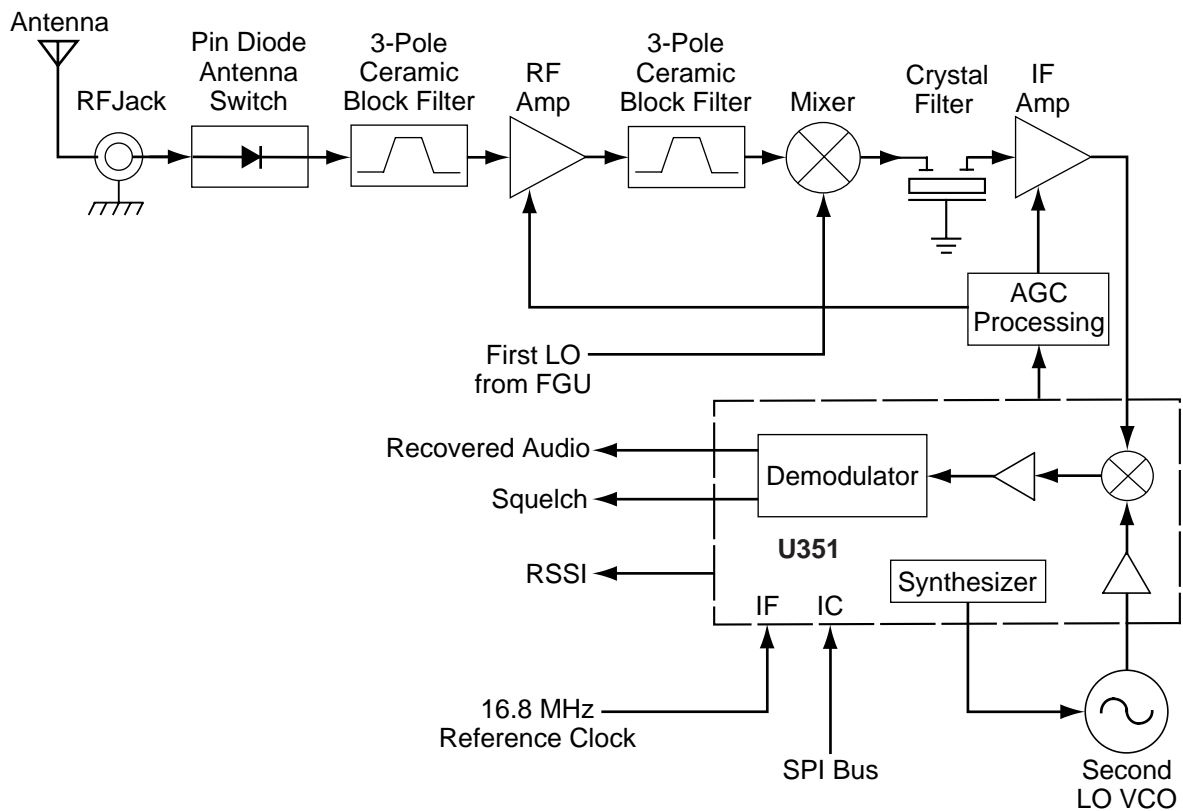 Antenna
RFJack
Pin Diode
Antenna
Switch
3-Pole
Ceramic
Block Filter
RF
Amp
3-Pole
Ceramic
Block Filter
Mixer
Crystal
Filter
IF
Amp
AGC
Processing
First LO
from FGU
Recovered Audio
Squelch
RSSI
Demodulator
U351
Synthesizer
IF IC
16.8 MHz
Reference Clock
SPI Bus
Second
LO VCO